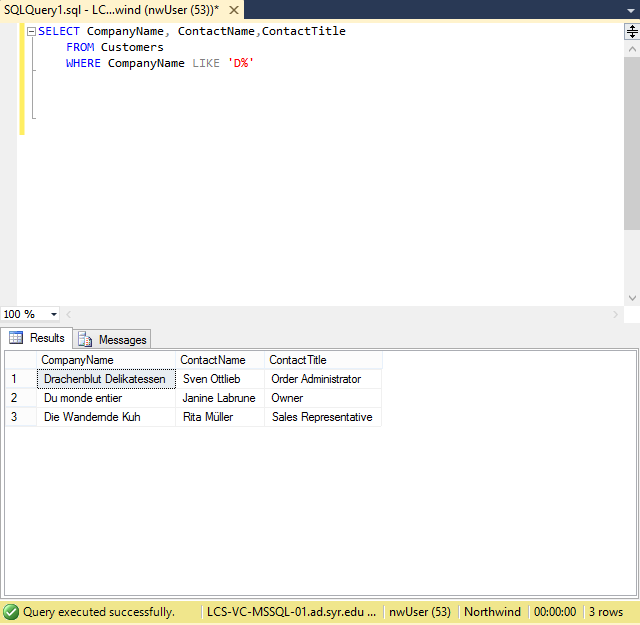 SQLQuery1.sql - LC...wind (nwUser (53))*
SELECT CompanyName, ContactName,ContactTitle
FROM Customers
WHERE CompanyName LIKE 'D%'
100 %
Results Messages
CompanyName ContactName ContactTitle
1 Drachenblut Delikatessen Sven Ottlieb Order Administrator
2 Du monde entier Janine Labrune Owner
3 Die Wandernde Kuh Rita Müller Sales Representative
Query executed successfully. LCS-VC-MSSQL-01.ad.syr.edu ... nwUser (53) Northwind 00:00:00 3 rows